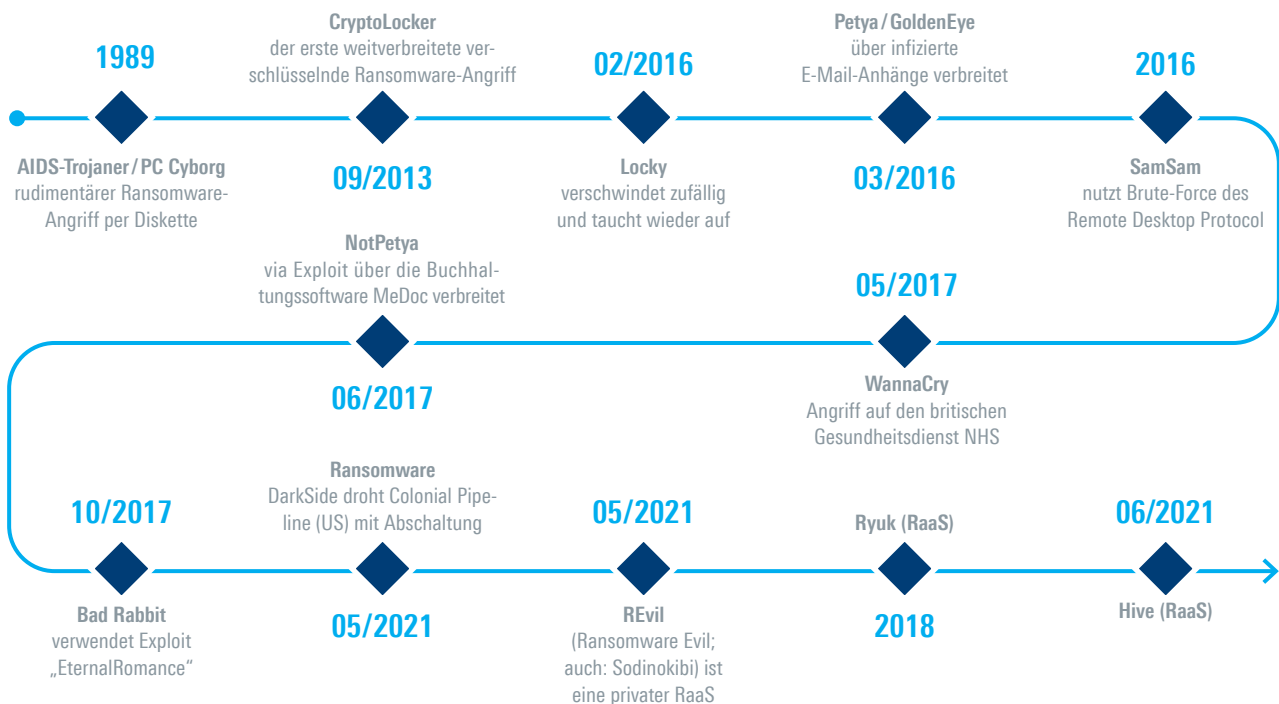 1989
AIDS-Trojaner / PC Cyborg
rudimentärer Ransomware-
Angriff per Diskette
CryptoLocker
der erste weitverbreitete ver-
schlüsselnde Ransomware-Angriff
09/2013
02/2016
Locky
verschwindet zufällig
und taucht wieder auf
Petya / GoldenEye
über infizierte
E-Mail-Anhänge verbreitet
03/2016
2016
SamSam
nutzt Brute-Force des
Remote Desktop Protocol
05/2017
WannaCry
Angriff auf den britischen
Gesundheitsdienst NHS
NotPetya
via Exploit über die Buchhal-
tungssoftware MeDoc verbreitet
06/2017
10/2017
Bad Rabbit
verwendet Exploit
„EternalRomance“
Ransomware
DarkSide droht Colonial Pipe-
line (US) mit Abschaltung
05/2021
05/2021
REvil
(Ransomware Evil;
auch: Sodinokibi) ist
eine privater RaaS
Ryuk (RaaS)
2018
06/2021
Hive (RaaS)